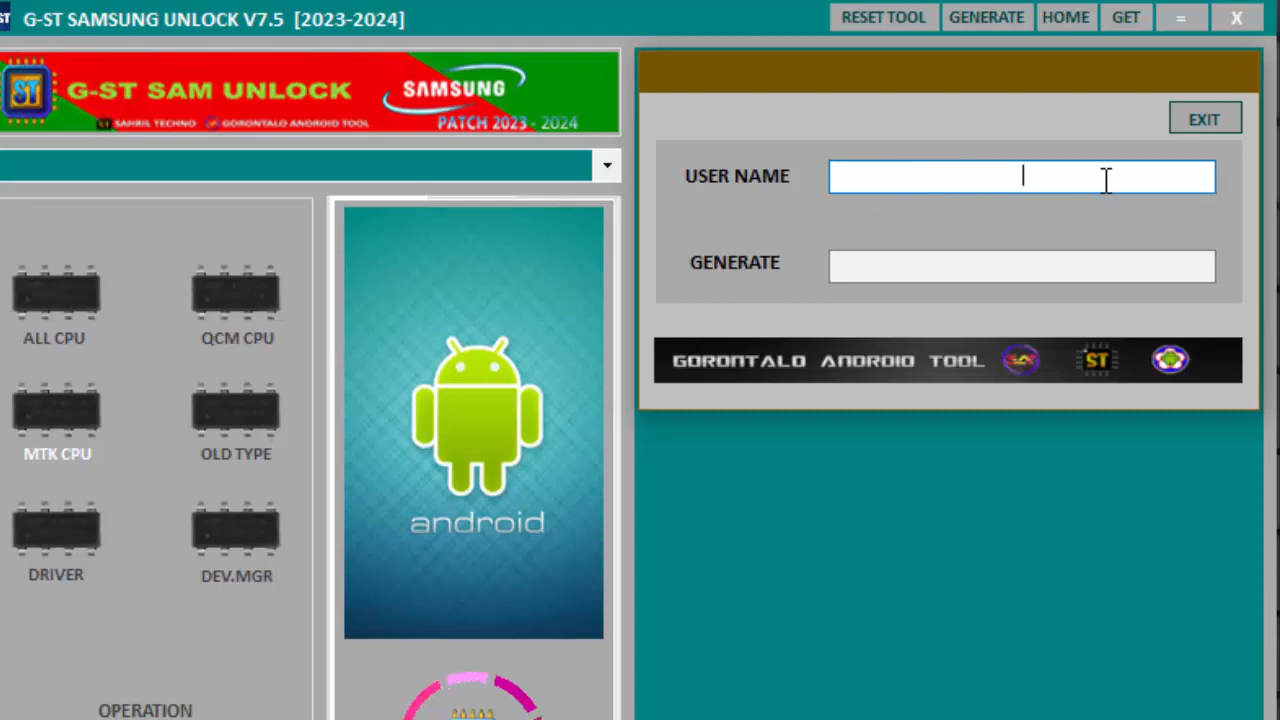 G-ST SAMSUNG UNLOCK V7.5 [2023-2024]
RESET TOOL GENERATE HOME GET = X
ST G-ST SAM UNLOCK SAMSUNG
SAHRIL TECHNO GORONTALO ANDROID TOOL PATCH 2023 - 2024
EXIT
USER NAME
GENERATE
GORONTALO ANDROID TOOL ST
ALL CPU QCM CPU
MTK CPU OLD TYPE
DRIVER DEV.MGR
android
OPERATION